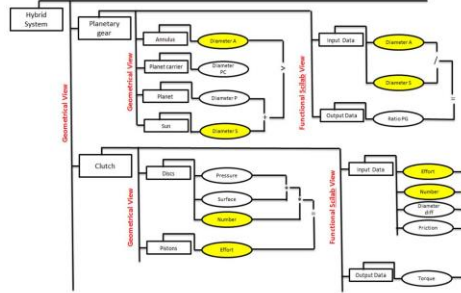 Hybrid
System
Planetary
gear
Annulus
Diameter A
Planet carrier
Diameter
PC
Planet
Diameter P
Sun
Diameter S
Geometrical View
Geometrical View
Functional Scilab View
Input Data
Diameter A
Diameter S
Output Data
Ratio PG
Clutch
Discs
Pressure
Surface
Number
Pistons
Effort
Geometrical View
Functional Scilab View
Input Data
Effort
Number
Diameter
diff
Friction
Output Data
Torque